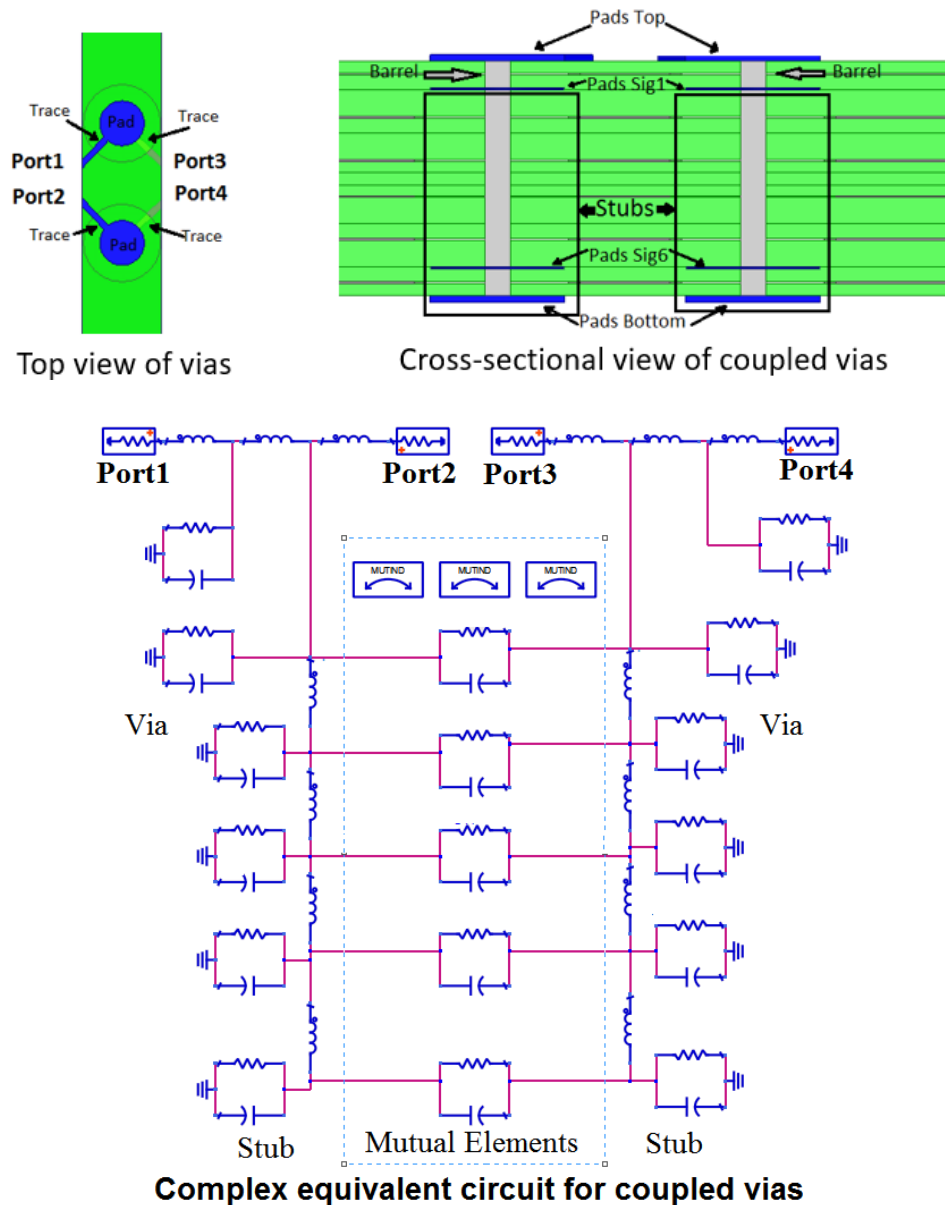 Pads Top
Barrel
Barrel
Pads Sig1
Trace
Trace
Pad
Port1
Port3
Port2
Port4
Trace
Pad
Trace
Stubs
Pads Sig6
Pads Bottom
Top view of vias
Cross-sectional view of coupled vias
Port1
Port2
Port3
Port4
MUTIND
MUTIND
MUTIND
Via
Via
Stub
Mutual Elements
Stub
Complex equivalent circuit for coupled vias